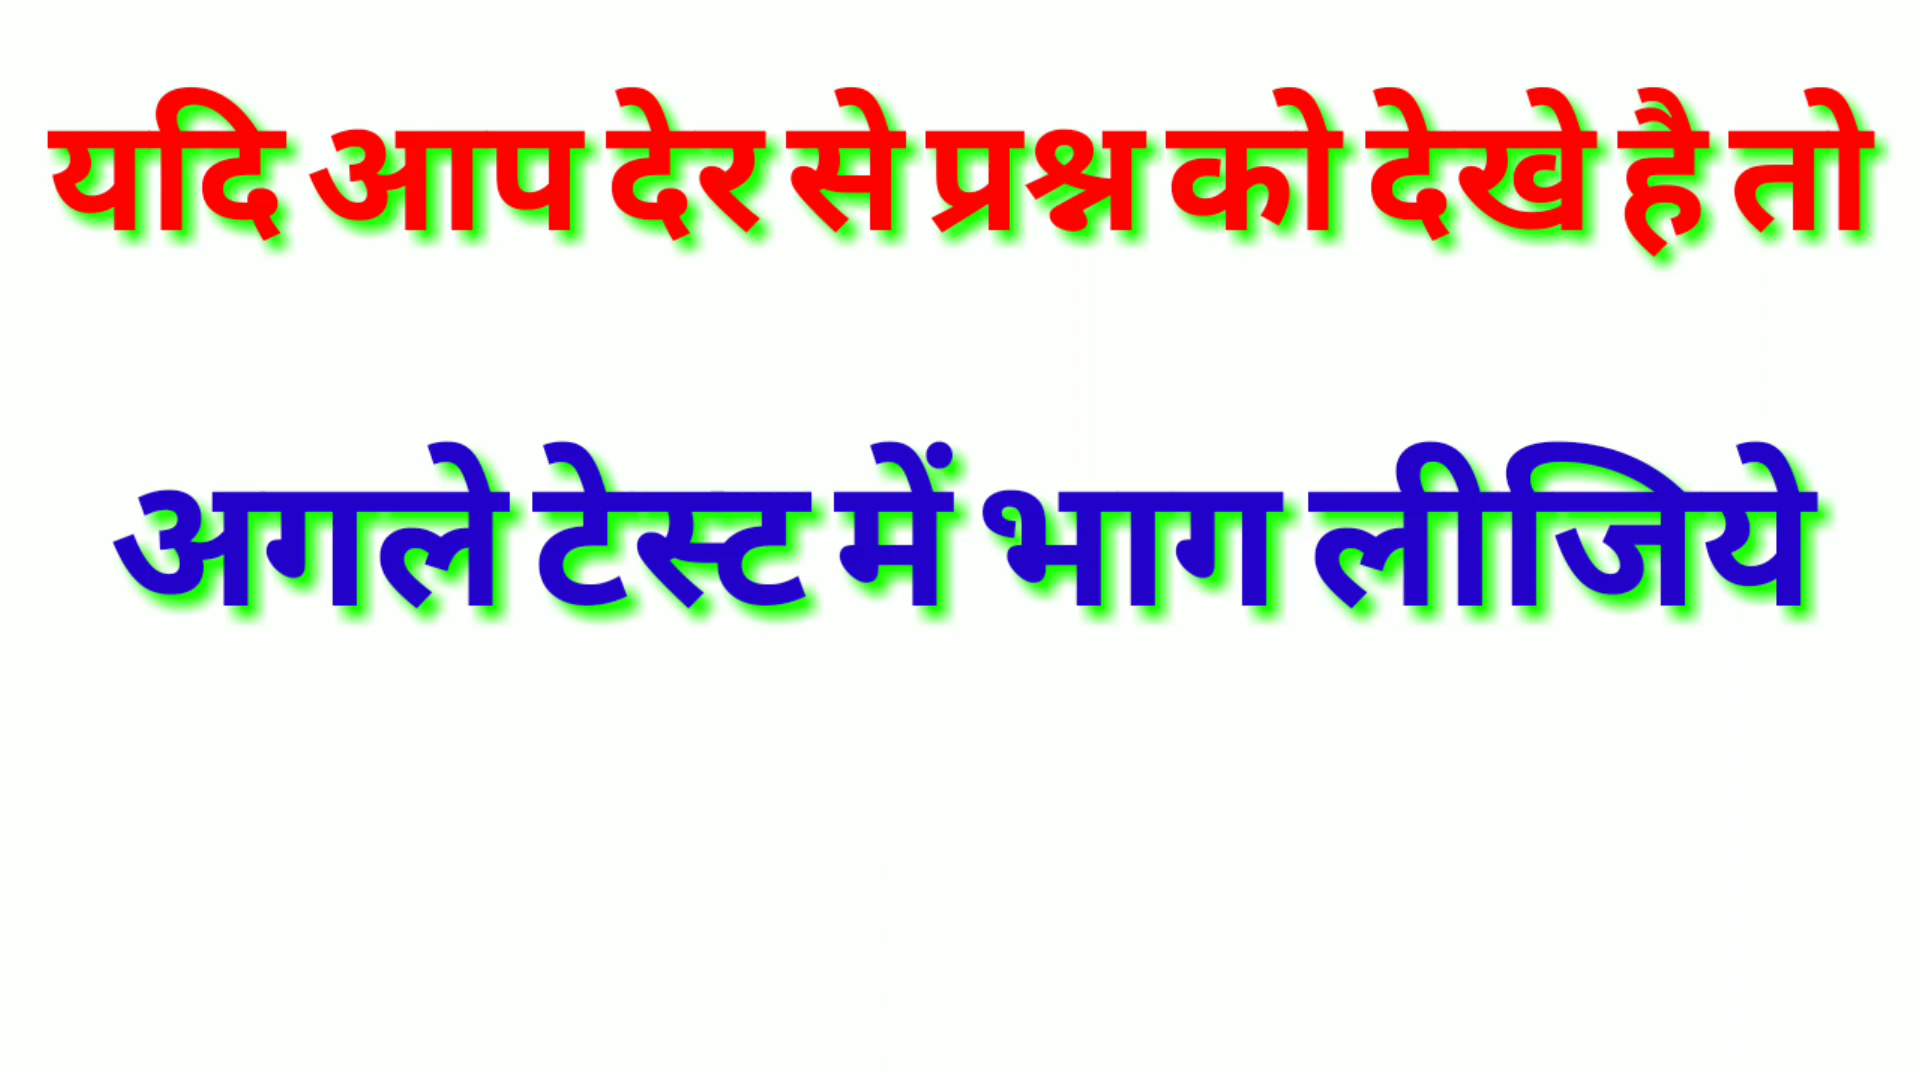 यदि आप देर से प्रश्न को देखे है तो
अगले टेस्ट में भाग लीजिये